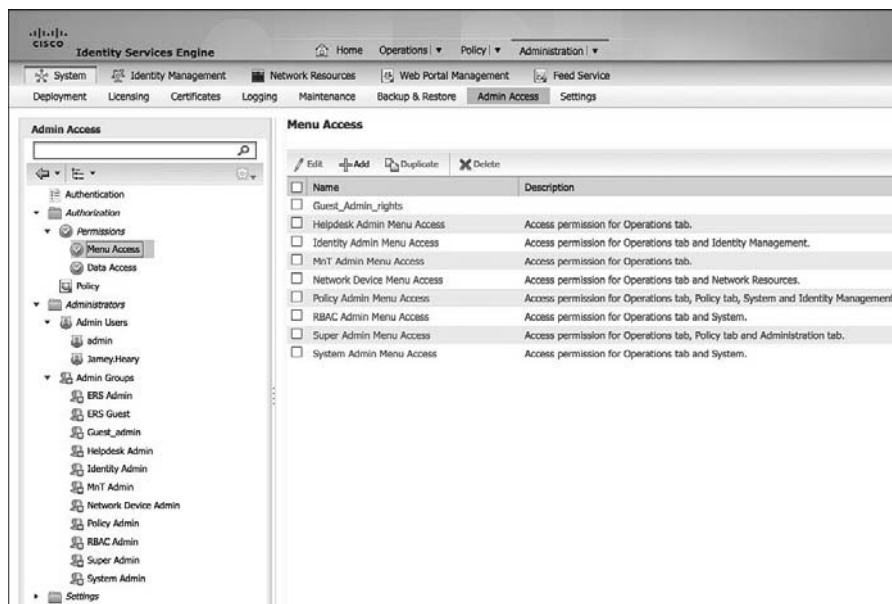 cisco
Identity Services Engine
Home Operations Policy Administration
System Identity Management Network Resources Web Portal Management Feed Service
Deployment Licensing Certificates Logging Maintenance Backup & Restore Admin Access Settings
Admin Access
Authentication
Authorization
Permissions
Menu Access
Data Access
Policy
Administrators
Admin Users
admin
Jamey.Heary
Admin Groups
ERS Admin
ERS Guest
Guest_admin
Helpdesk Admin
Identity Admin
MnT Admin
Network Device Admin
Policy Admin
RBAC Admin
Super Admin
System Admin
Settings
Menu Access
Edit Add Duplicate Delete
Name Description
Guest_Admin_rights
Helpdesk Admin Menu Access Access permission for Operations tab.
Identity Admin Menu Access Access permission for Operations tab and Identity Management.
MnT Admin Menu Access Access permission for Operations tab.
Network Device Menu Access Access permission for Operations tab and Network Resources.
Policy Admin Menu Access Access permission for Operations tab, Policy tab, System and Identity Management
RBAC Admin Menu Access Access permission for Operations tab and System.
Super Admin Menu Access Access permission for Operations tab, Policy tab and Administration tab.
System Admin Menu Access Access permission for Operations tab and System.